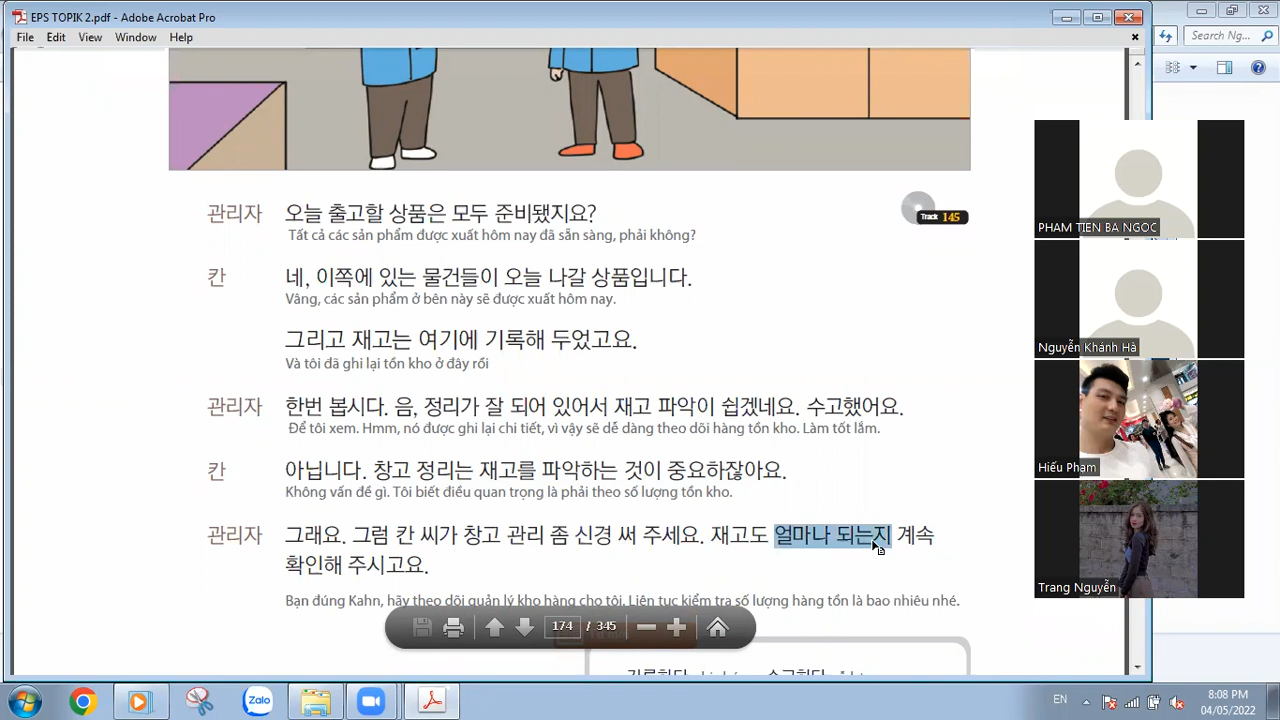 EPS TOPIK 2.pdf - Adobe Acrobat Pro
File Edit View Window Help
Search Ng...
Track 145
관리자 오늘 출고할 상품은 모두 준비됐지요?
Tất cả các sản phẩm được xuất hôm nay đã sẵn sàng, phải không?
칸 네, 이쪽에 있는 물건들이 오늘 나갈 상품입니다.
Vâng, các sản phẩm ở bên này sẽ được xuất hôm nay.
그리고 재고는 여기에 기록해 두었고요.
Và tôi đã ghi lại tồn kho ở đây rồi
관리자 한번 봅시다. 음, 정리가 잘 되어 있어서 재고 파악이 쉽겠네요. 수고했어요.
Để tôi xem. Hmm, nó được ghi lại chi tiết, vì vậy sẽ dễ dàng theo dõi hàng tồn kho. Làm tốt lắm.
칸 아닙니다. 창고 정리는 재고를 파악하는 것이 중요하잖아요.
Không vấn đề gì. Tôi biết điều quan trọng là phải theo số lượng tồn kho.
관리자 그래요. 그럼 칸 씨가 창고 관리 좀 신경 써 주세요. 재고도 얼마나 되는지 계속
확인해 주시고요.
Bạn đúng Kahn, hãy theo dõi quản lý kho hàng cho tôi. Liên tục kiểm tra số lượng hàng tồn là bao nhiêu nhé.
174 / 345
PHAM TIEN BA NGOC
Nguyễn Khánh Hà
Hiếu Phạm
Trang Nguyễn
Zalo
EN
8:08 PM
04/05/2022